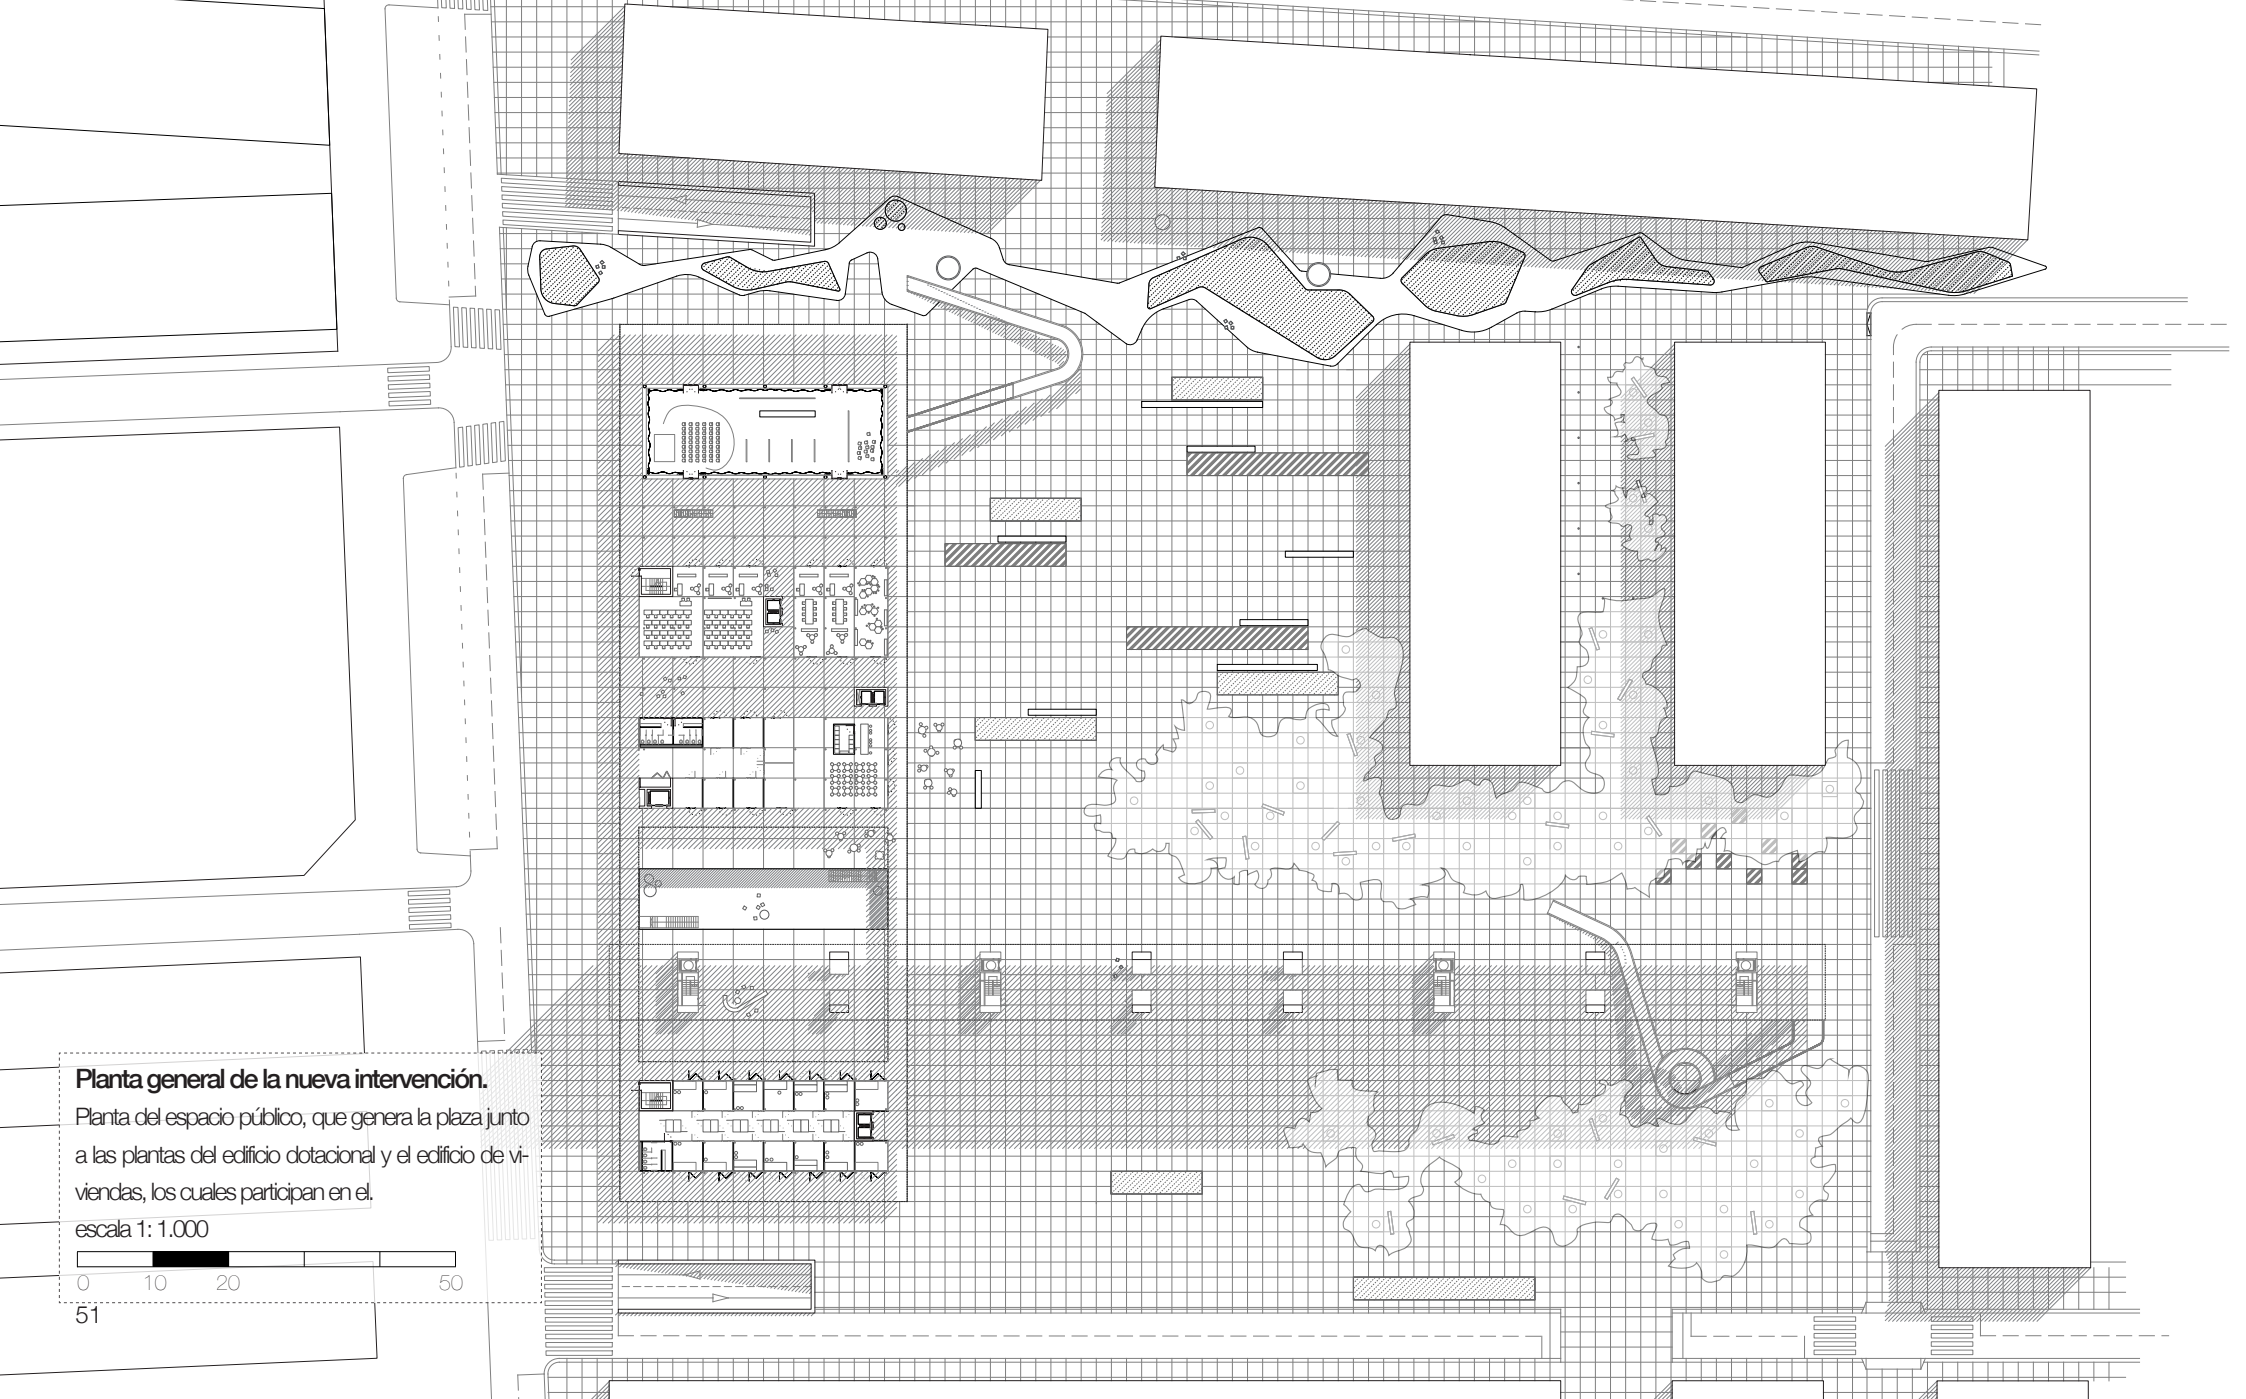 Planta general de la nueva intervención.
Planta del espacio público, que genera la plaza junto
a las plantas del edificio dotacional y el edificio de vi-
viendas, los cuales participan en el.
escala 1: 1.000
0 10 20 50
51